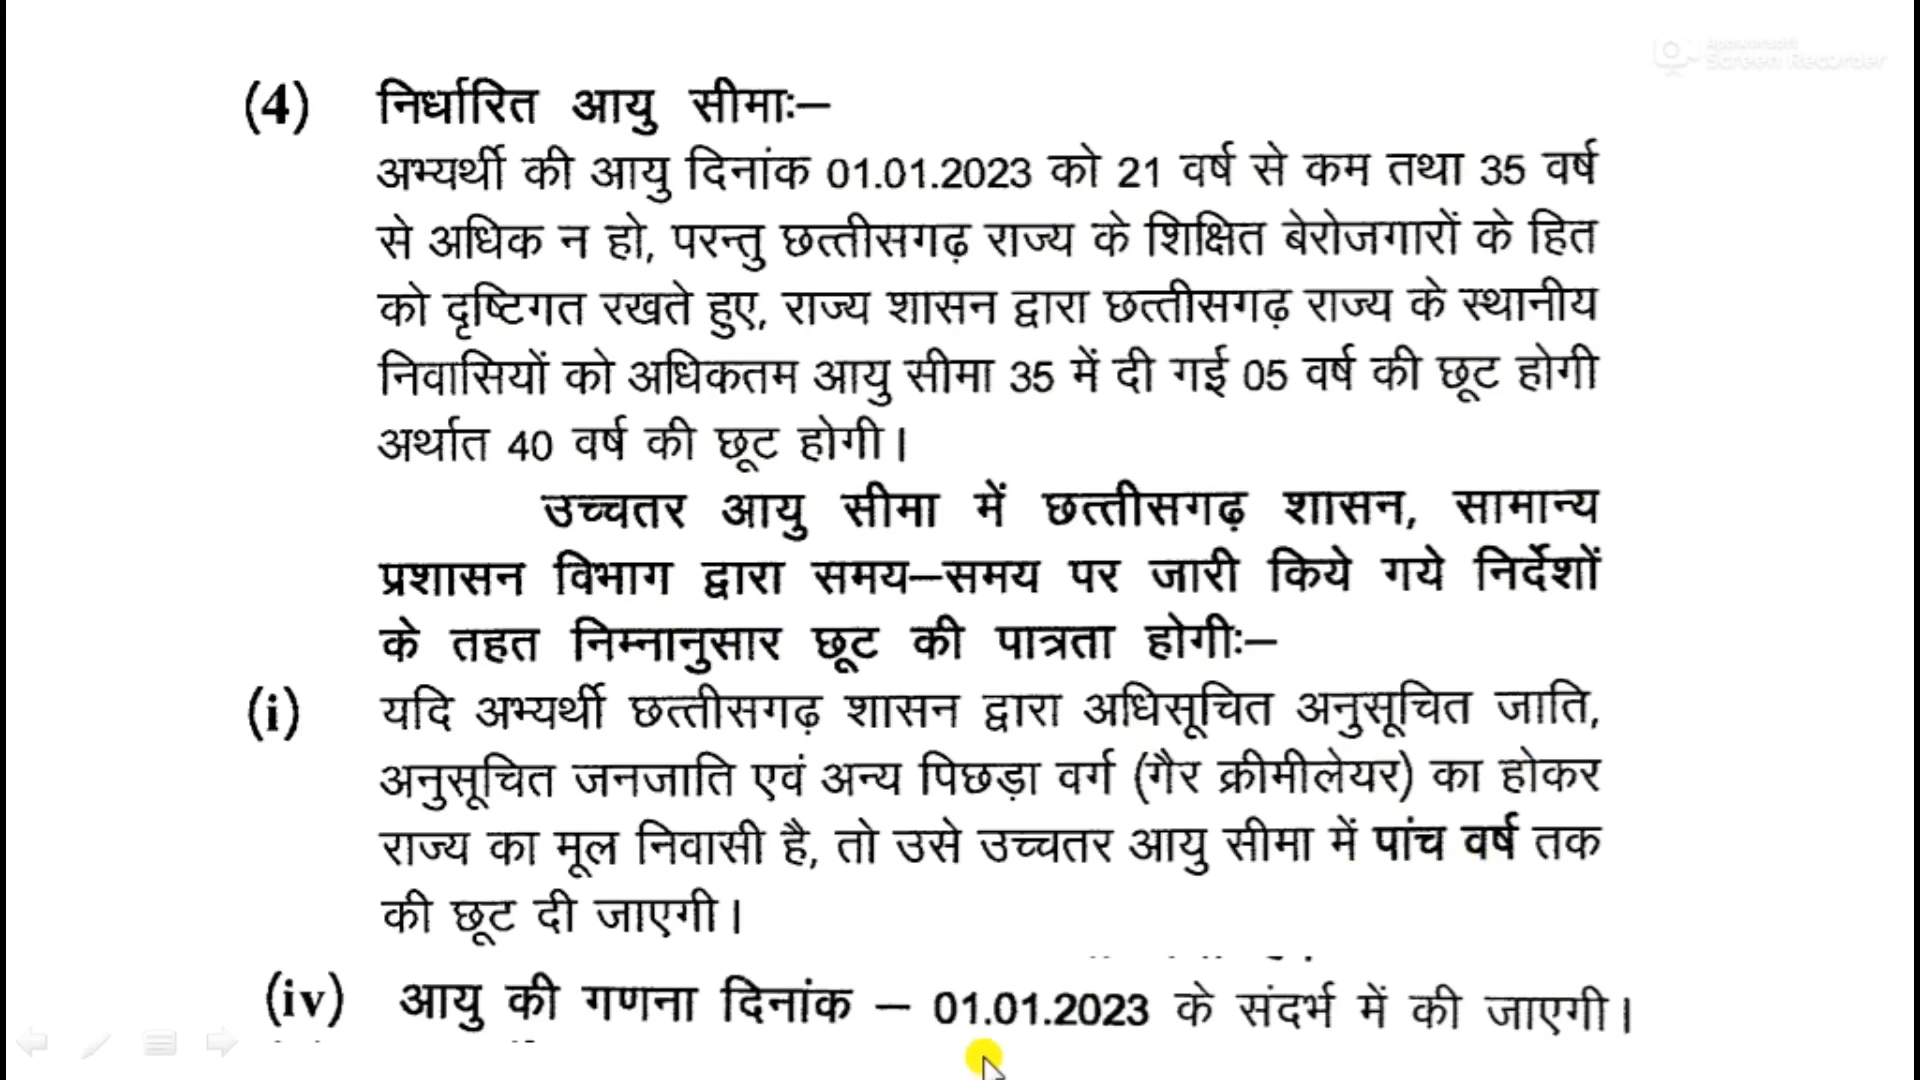 Apowersoft
Screen Recorder
(4) निर्धारित आयु सीमाः–
अभ्यर्थी की आयु दिनांक 01.01.2023 को 21 वर्ष से कम तथा 35 वर्ष
से अधिक न हो, परन्तु छत्तीसगढ़ राज्य के शिक्षित बेरोजगारों के हित
को दृष्टिगत रखते हुए, राज्य शासन द्वारा छत्तीसगढ़ राज्य के स्थानीय
निवासियों को अधिकतम आयु सीमा 35 में दी गई 05 वर्ष की छूट होगी
अर्थात 40 वर्ष की छूट होगी।
उच्चतर आयु सीमा में छत्तीसगढ़ शासन, सामान्य
प्रशासन विभाग द्वारा समय–समय पर जारी किये गये निर्देशों
के तहत निम्नानुसार छूट की पात्रता होगीः–
(i) यदि अभ्यर्थी छत्तीसगढ़ शासन द्वारा अधिसूचित अनुसूचित जाति,
अनुसूचित जनजाति एवं अन्य पिछड़ा वर्ग (गैर क्रीमीलेयर) का होकर
राज्य का मूल निवासी है, तो उसे उच्चतर आयु सीमा में पांच वर्ष तक
की छूट दी जाएगी।
(iv) आयु की गणना दिनांक – 01.01.2023 के संदर्भ में की जाएगी।